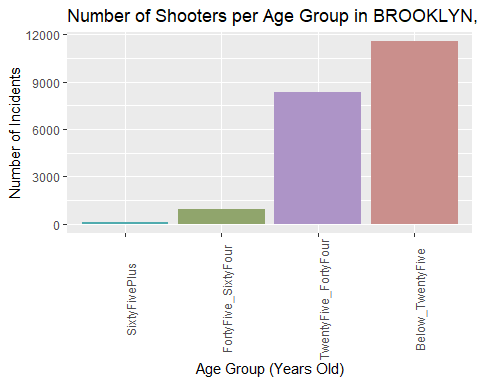 Number of Shooters per Age Group in BROOKLYN,
Number of Incidents
12000
9000
6000
3000
0
SixtyFivePlus
FortyFive_SixtyFour
TwentyFive_FortyFour
Below_TwentyFive
Age Group (Years Old)